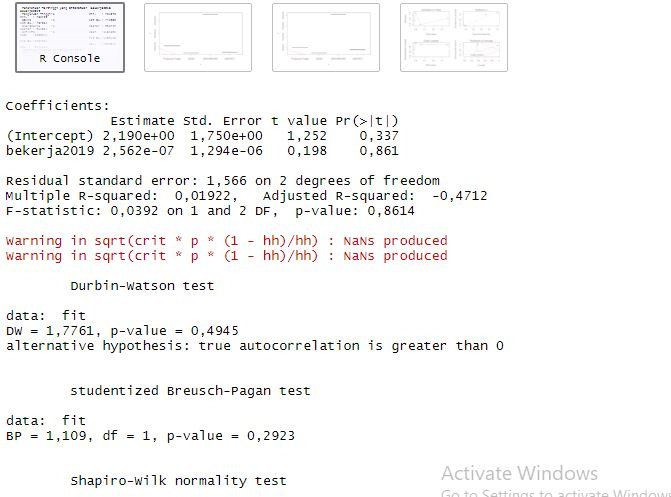 R Console
Coefficients:
Estimate Std. Error t value Pr(>|t|)
(Intercept) 2,190e+00 1,750e+00 1,252 0,337
bekerja2019 2,562e-07 1,294e-06 0,198 0,861
Residual standard error: 1,566 on 2 degrees of freedom
Multiple R-squared: 0,01922, Adjusted R-squared: -0,4712
F-statistic: 0,0392 on 1 and 2 DF, p-value: 0,8614
Warning in sqrt(crit * p * (1 - hh)/hh) : NaNs produced
Warning in sqrt(crit * p * (1 - hh)/hh) : NaNs produced
Durbin-Watson test
data: fit
DW = 1,7761, p-value = 0,4945
alternative hypothesis: true autocorrelation is greater than 0
studentized Breusch-Pagan test
data: fit
BP = 1,109, df = 1, p-value = 0,2923
Shapiro-Wilk normality test
Activate Windows
Go to Settings to activate Windows